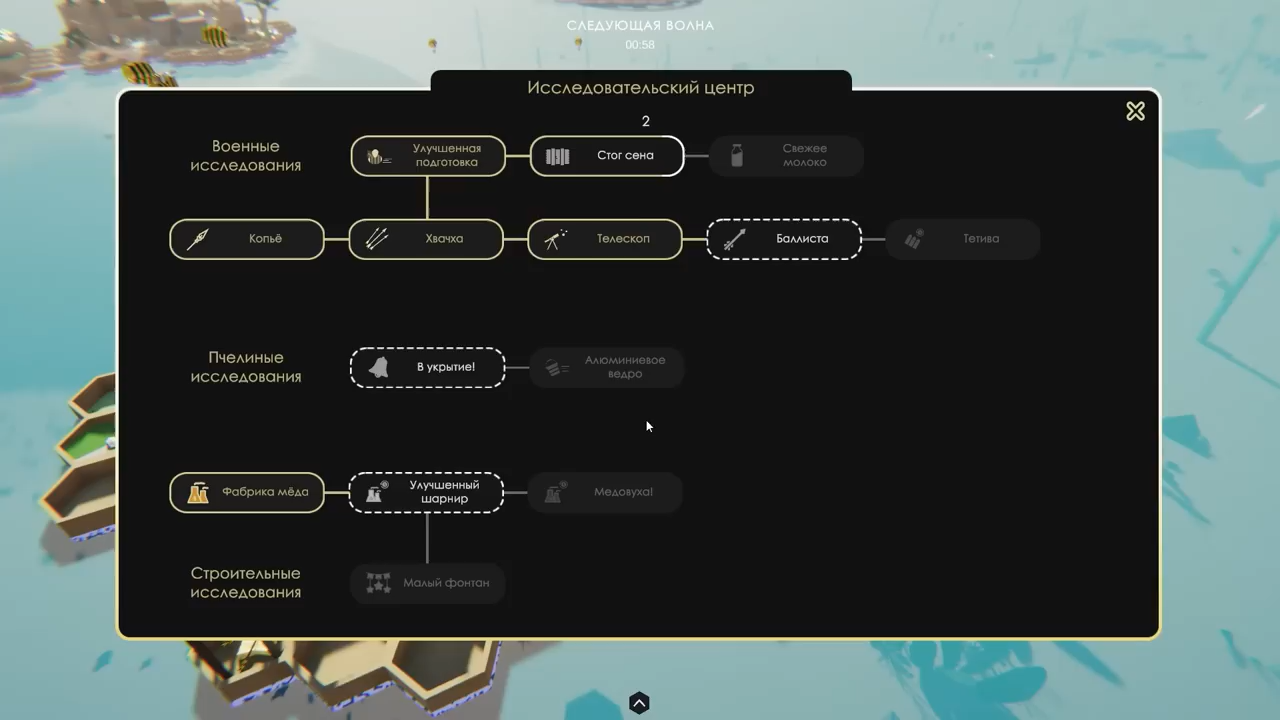 СЛЕДУЮЩАЯ ВОЛНА
00:58
Исследовательский центр
2
Военные
исследования
Улучшенная
подготовка
Стог сена
Свежее
молоко
Копьё
Хвачха
Телескоп
Баллиста
Тетива
Пчелиные
исследования
В укрытие!
Алюминиевое
ведро
Фабрика мёда
Улучшенный
шарнир
Медовуха!
Строительные
исследования
Малый фонтан